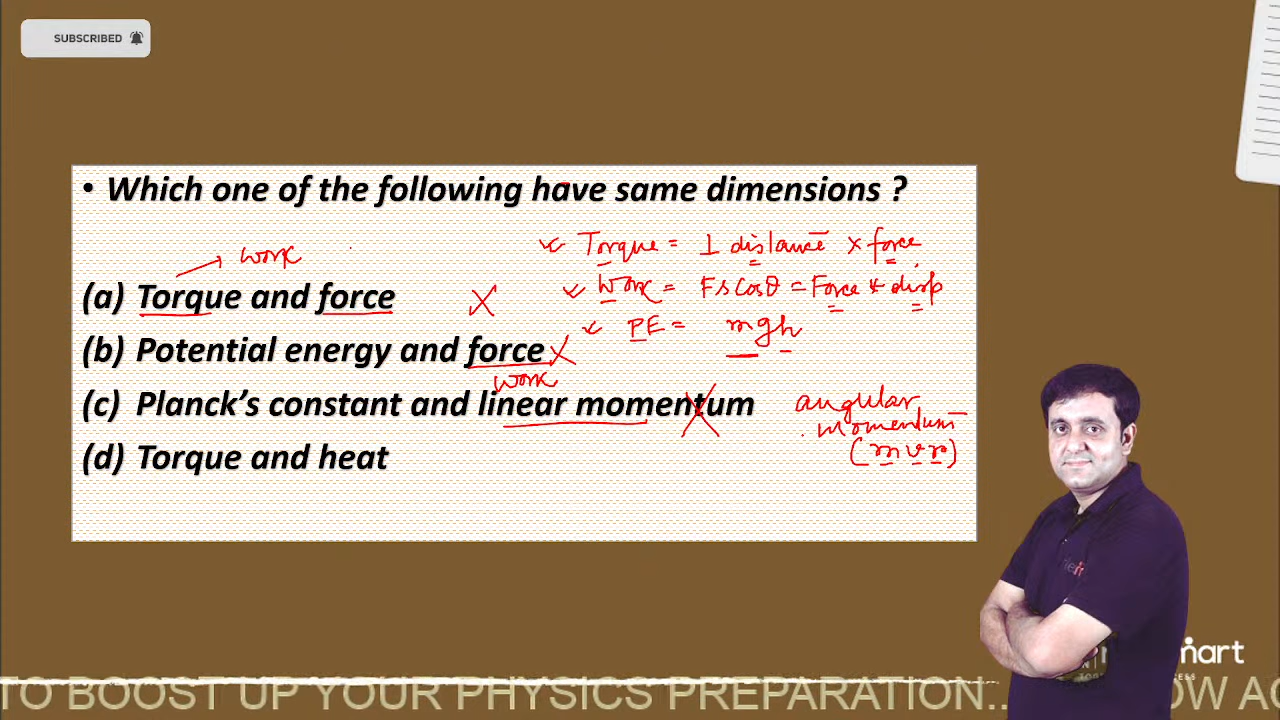 SUBSCRIBED
• Which one of the following have same dimensions ?
Torque = ⊥ distance × force
work
Work = FsCosθ = Force * disp
(a) Torque and force X
PE = mgh
(b) Potential energy and force X
work
(c) Planck's constant and linear momentum X
angular
momentum
(mvr)
(d) Torque and heat
TO BOOST UP YOUR PHYSICS PREPARATION..